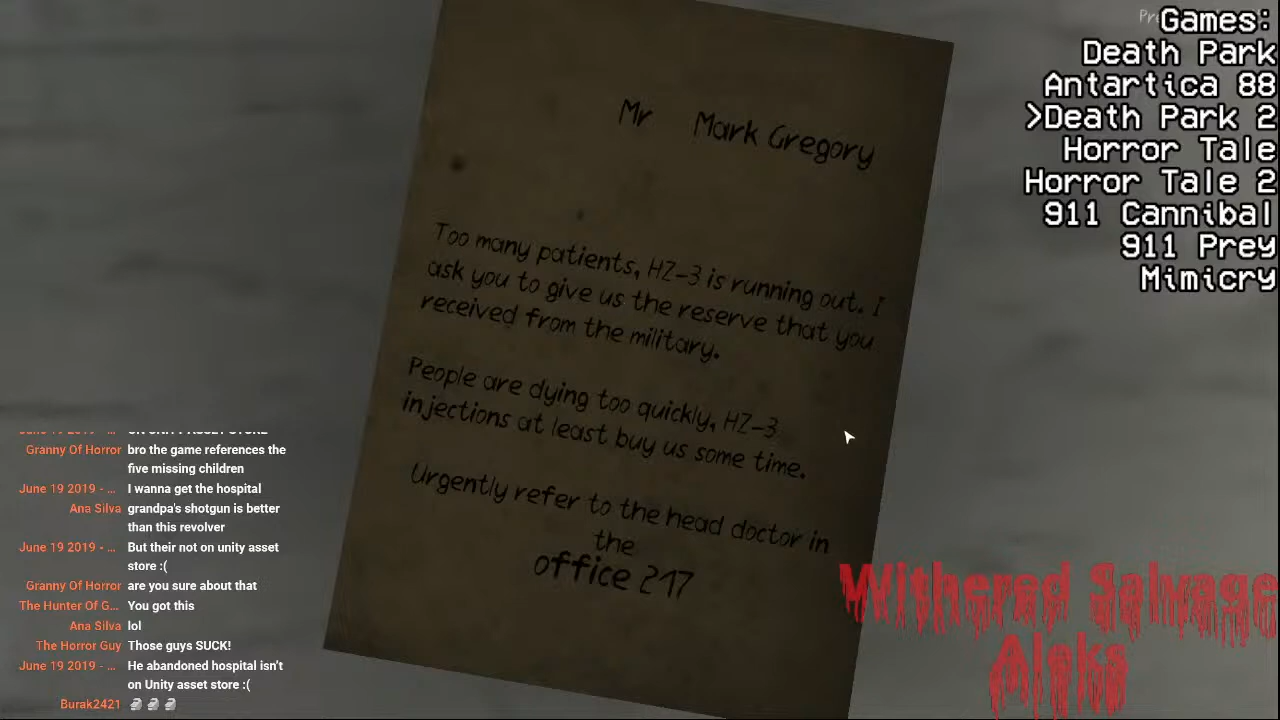 Games:
Death Park
Antartica 88
>Death Park 2
Horror Tale
Horror Tale 2
911 Cannibal
911 Prey
Mimicry
Mr Mark Gregory
Too many patients, HZ-3 is running out. I
ask you to give us the reserve that you
received from the military.
People are dying too quickly, HZ-3
injections at least buy us some time.
Urgently refer to the head doctor in
the
office 217
Granny Of Horror bro the game references the
five missing children
June 19 2019 - ... I wanna get the hospital
Ana Silva grandpa's shotgun is better
than this revolver
June 19 2019 - ... But their not on unity asset
store :(
Granny Of Horror are you sure about that
The Hunter Of G... You got this
Ana Silva lol
The Horror Guy Those guys SUCK!
June 19 2019 - ... He abandoned hospital isn't
on Unity asset store :(
Burak2421 🗿🗿🗿
Withered Salvage
Aleks